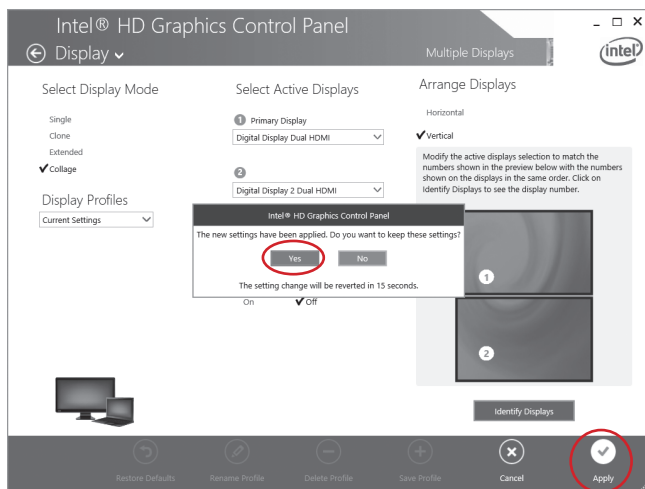 Intel® HD Graphics Control Panel
Display
Multiple Displays
intel
Select Display Mode
Single
Clone
Extended
Collage
Display Profiles
Current Settings
Select Active Displays
1 Primary Display
Digital Display Dual HDMI
2
Digital Display 2 Dual HDMI
Arrange Displays
Horizontal
Vertical
Modify the active displays selection to match the
numbers shown in the preview below with the numbers
shown on the displays in the same order. Click on
Identify Displays to see the display number.
Intel® HD Graphics Control Panel
The new settings have been applied. Do you want to keep these settings?
Yes No
The setting change will be reverted in 15 seconds.
On Off
1
2
Identify Displays
Restore Defaults
Rename Profile
Delete Profile
Save Profile
Cancel
Apply